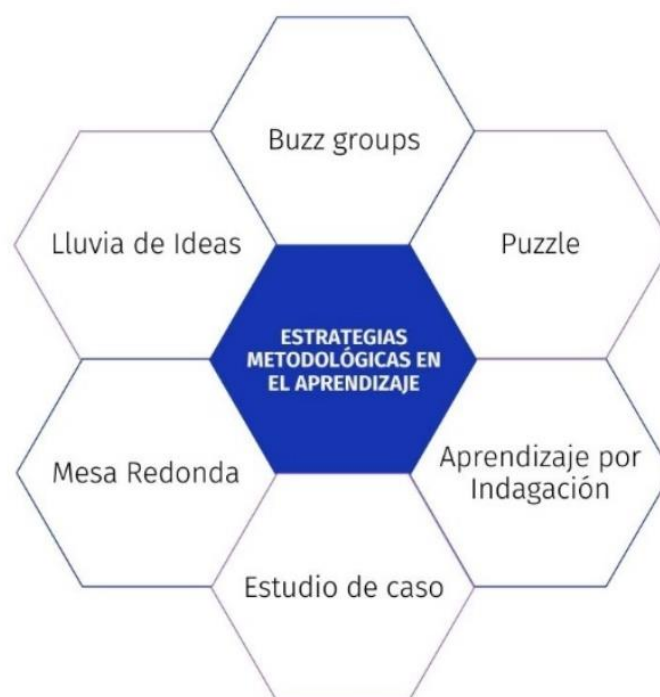 Buzz groups
Lluvia de Ideas
Puzzle
ESTRATEGIAS
METODOLÓGICAS EN
EL APRENDIZAJE
Mesa Redonda
Aprendizaje por
Indagación
Estudio de caso